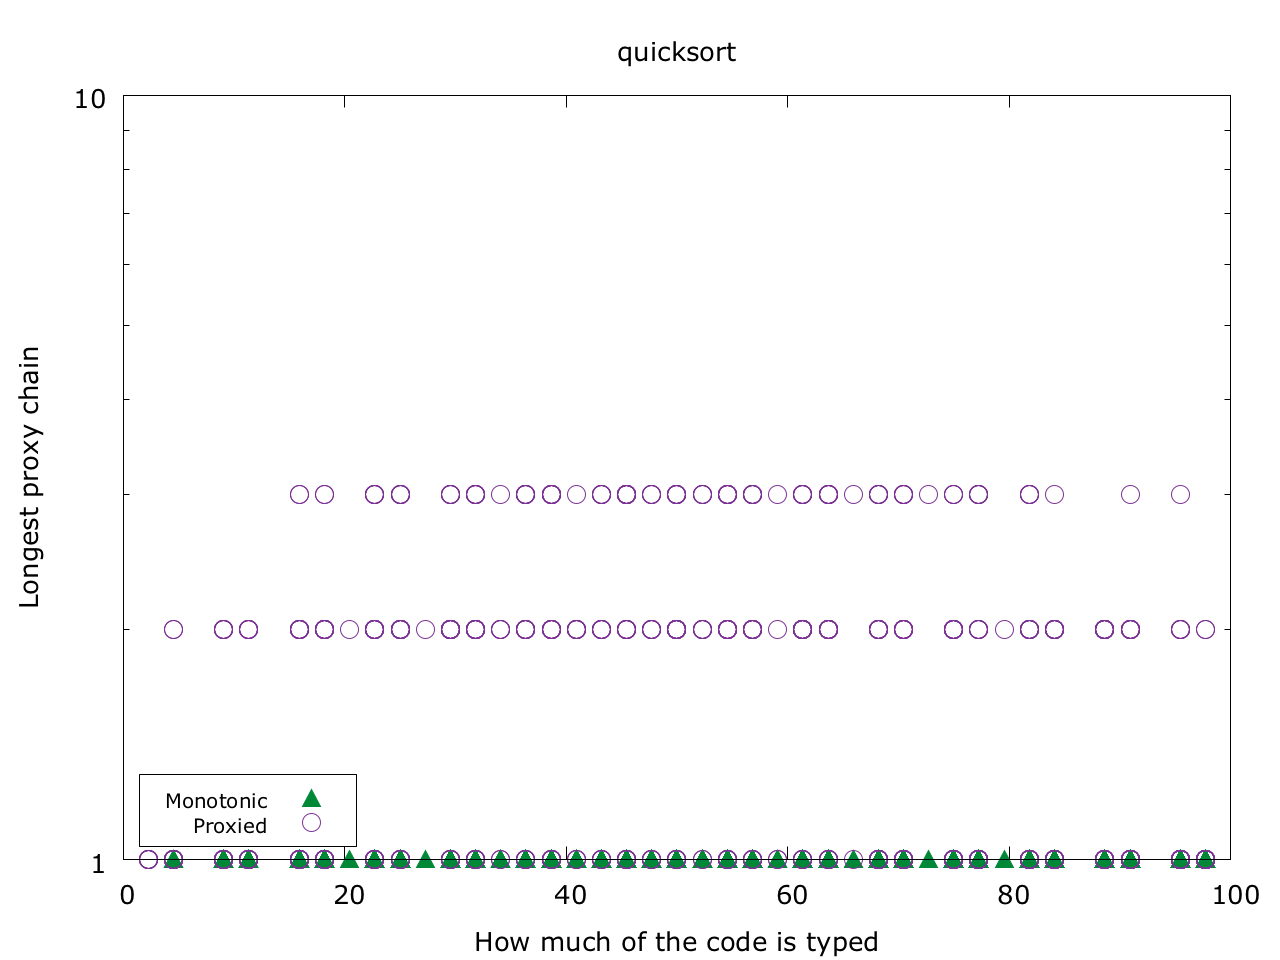 quicksort
10
Longest proxy chain
Monotonic
Proxied
1
0 20 40 60 80 100
How much of the code is typed